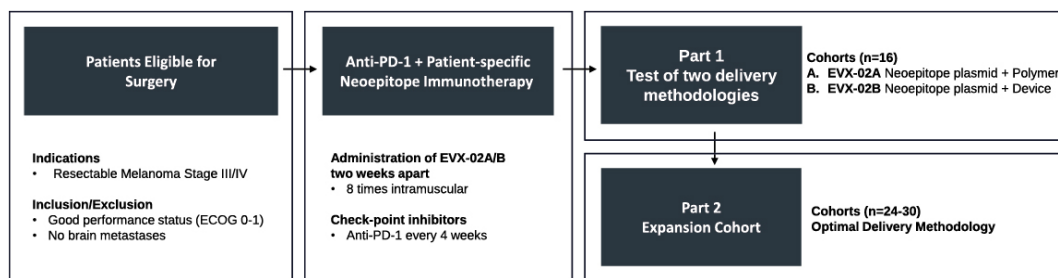 Patients Eligible for
Surgery
Indications
• Resectable Melanoma Stage III/IV
Inclusion/Exclusion
• Good performance status (ECOG 0-1)
• No brain metastases
Anti-PD-1 + Patient-specific
Neoepitope Immunotherapy
Administration of EVX-02A/B
two weeks apart
• 8 times intramuscular
Check-point inhibitors
• Anti-PD-1 every 4 weeks
Part 1
Test of two delivery
methodologies
Cohorts (n=16)
A. EVX-02A Neoepitope plasmid + Polymer
B. EVX-02B Neoepitope plasmid + Device
Part 2
Expansion Cohort
Cohorts (n=24-30)
Optimal Delivery Methodology